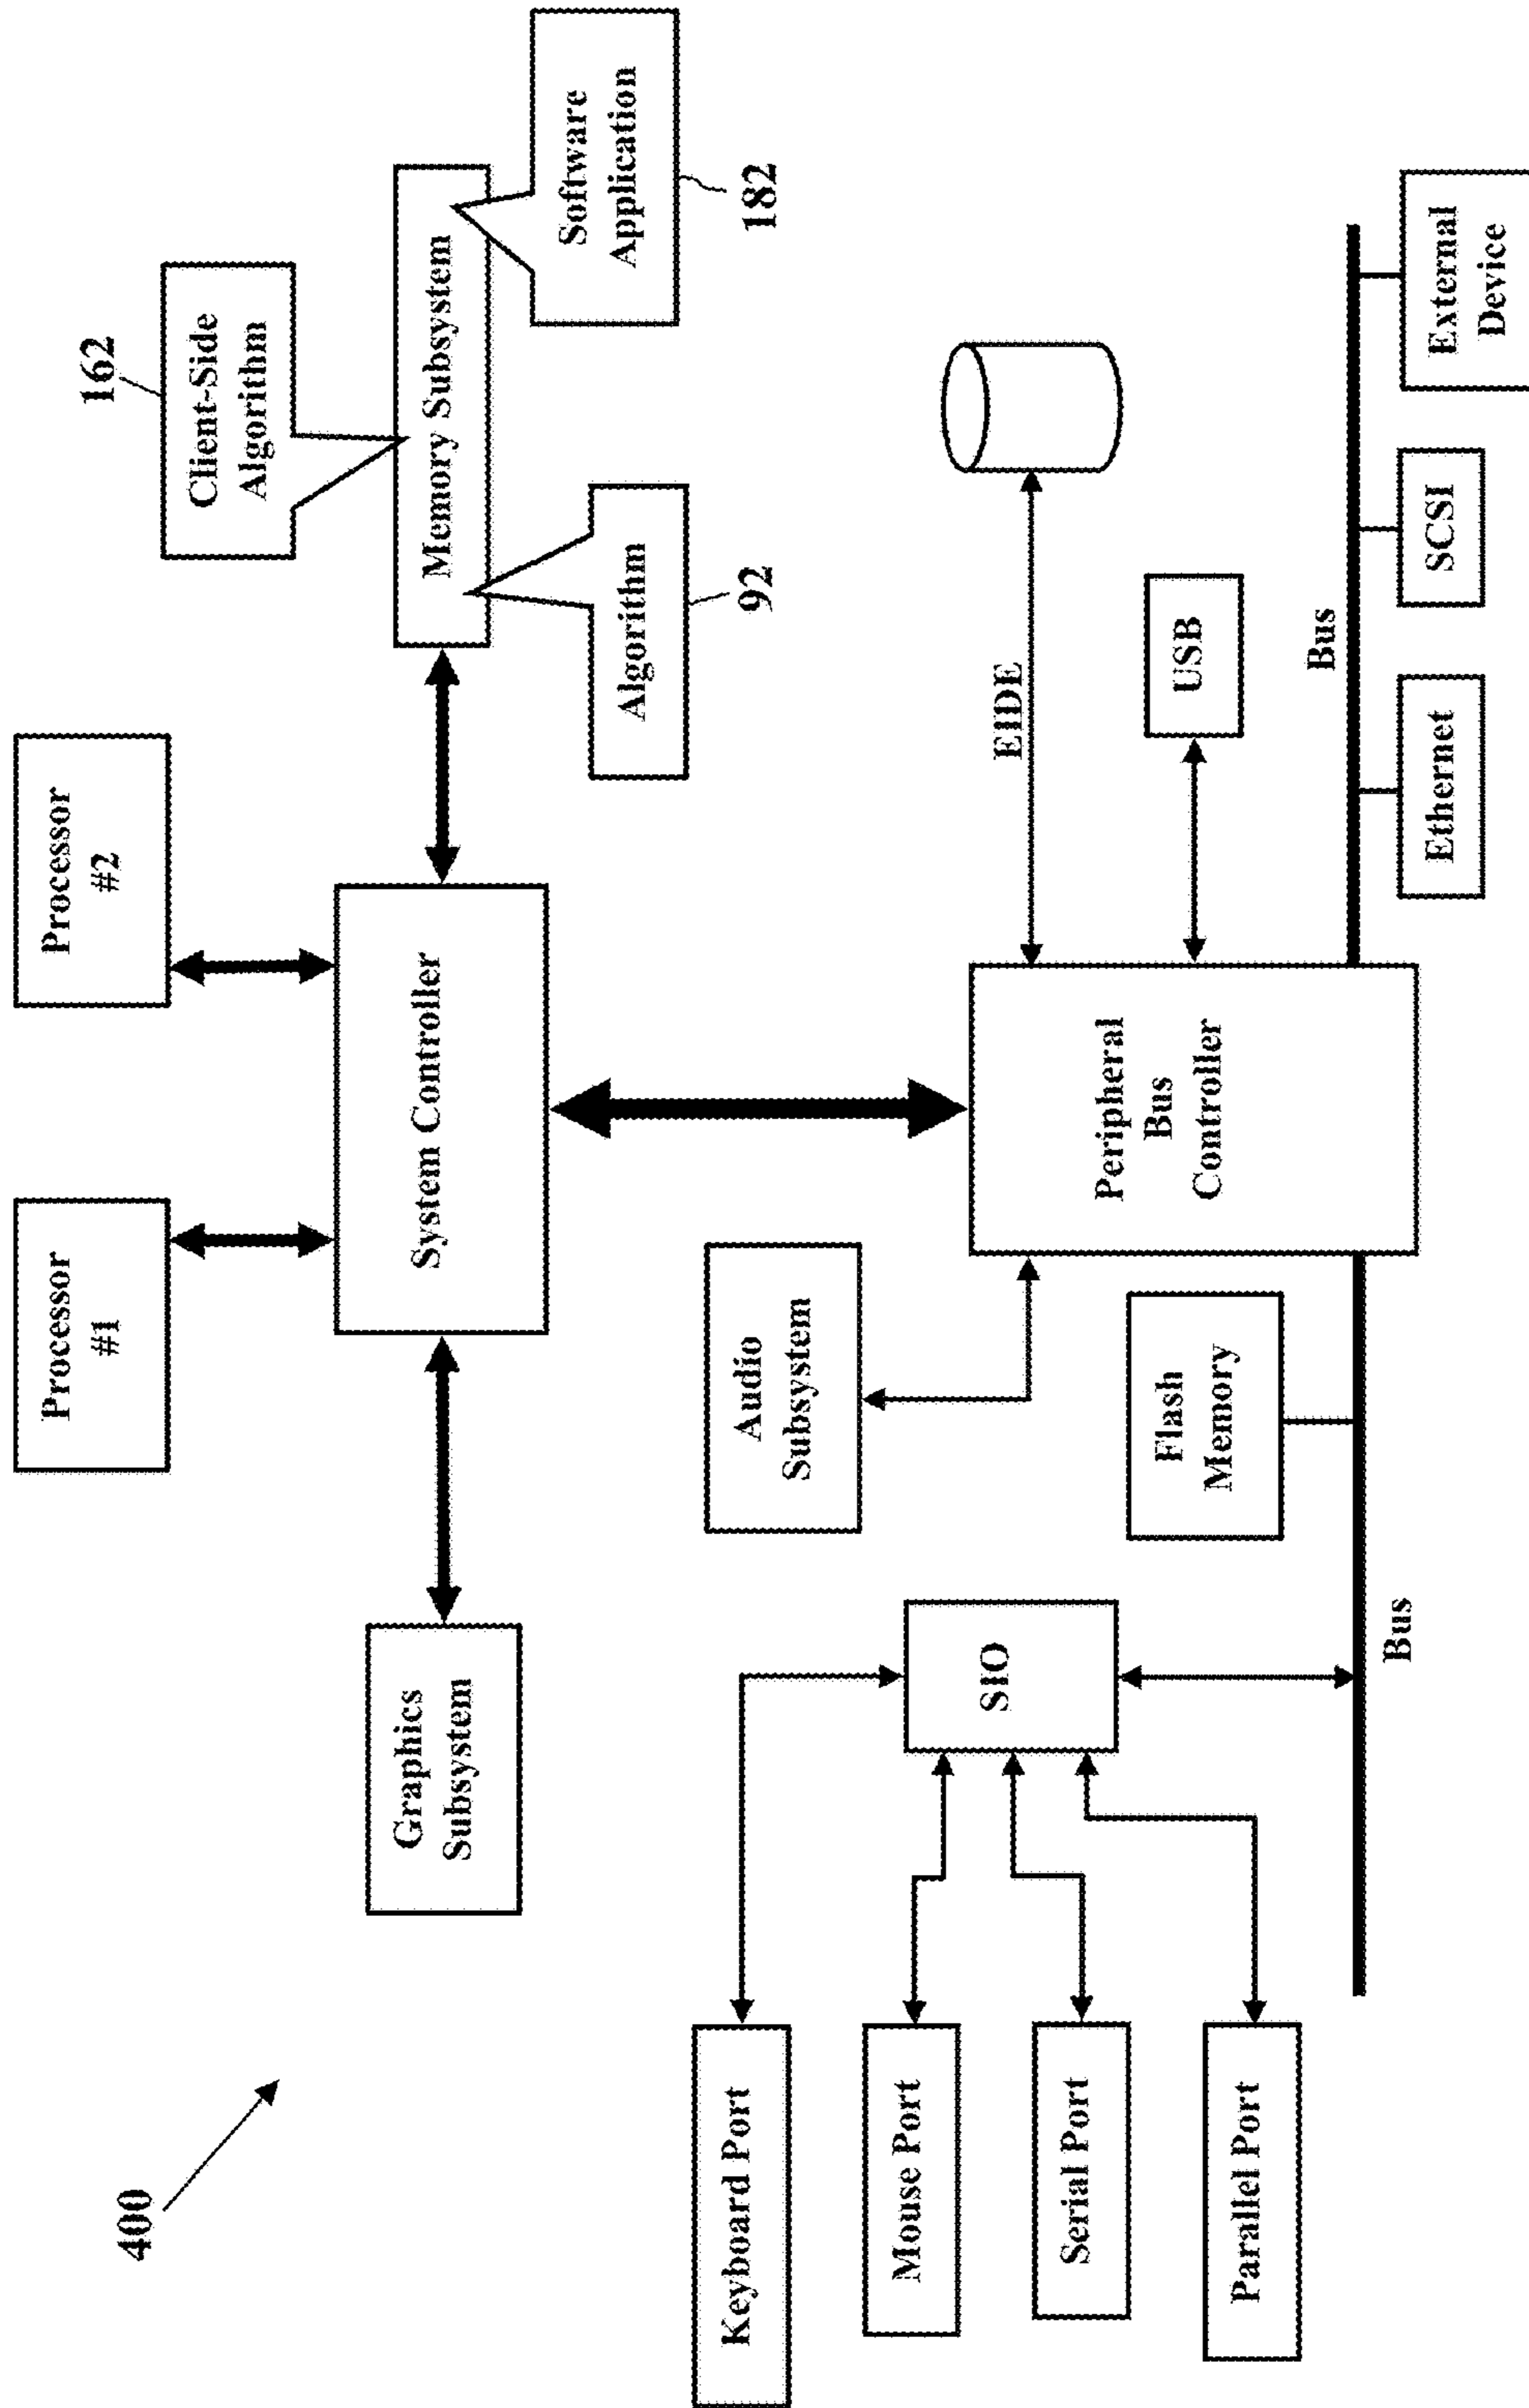 400
Processor
#1
Processor
#2
162
Client-Side
Algorithm
Graphics
Subsystem
System Controller
Memory Subsystem
Algorithm
92
Software
Application
182
Keyboard Port
Mouse Port
Serial Port
Parallel Port
SIO
Audio
Subsystem
Flash
Memory
Peripheral
Bus
Controller
EIDE
USB
Bus
Bus
Ethernet
SCSI
External
Device